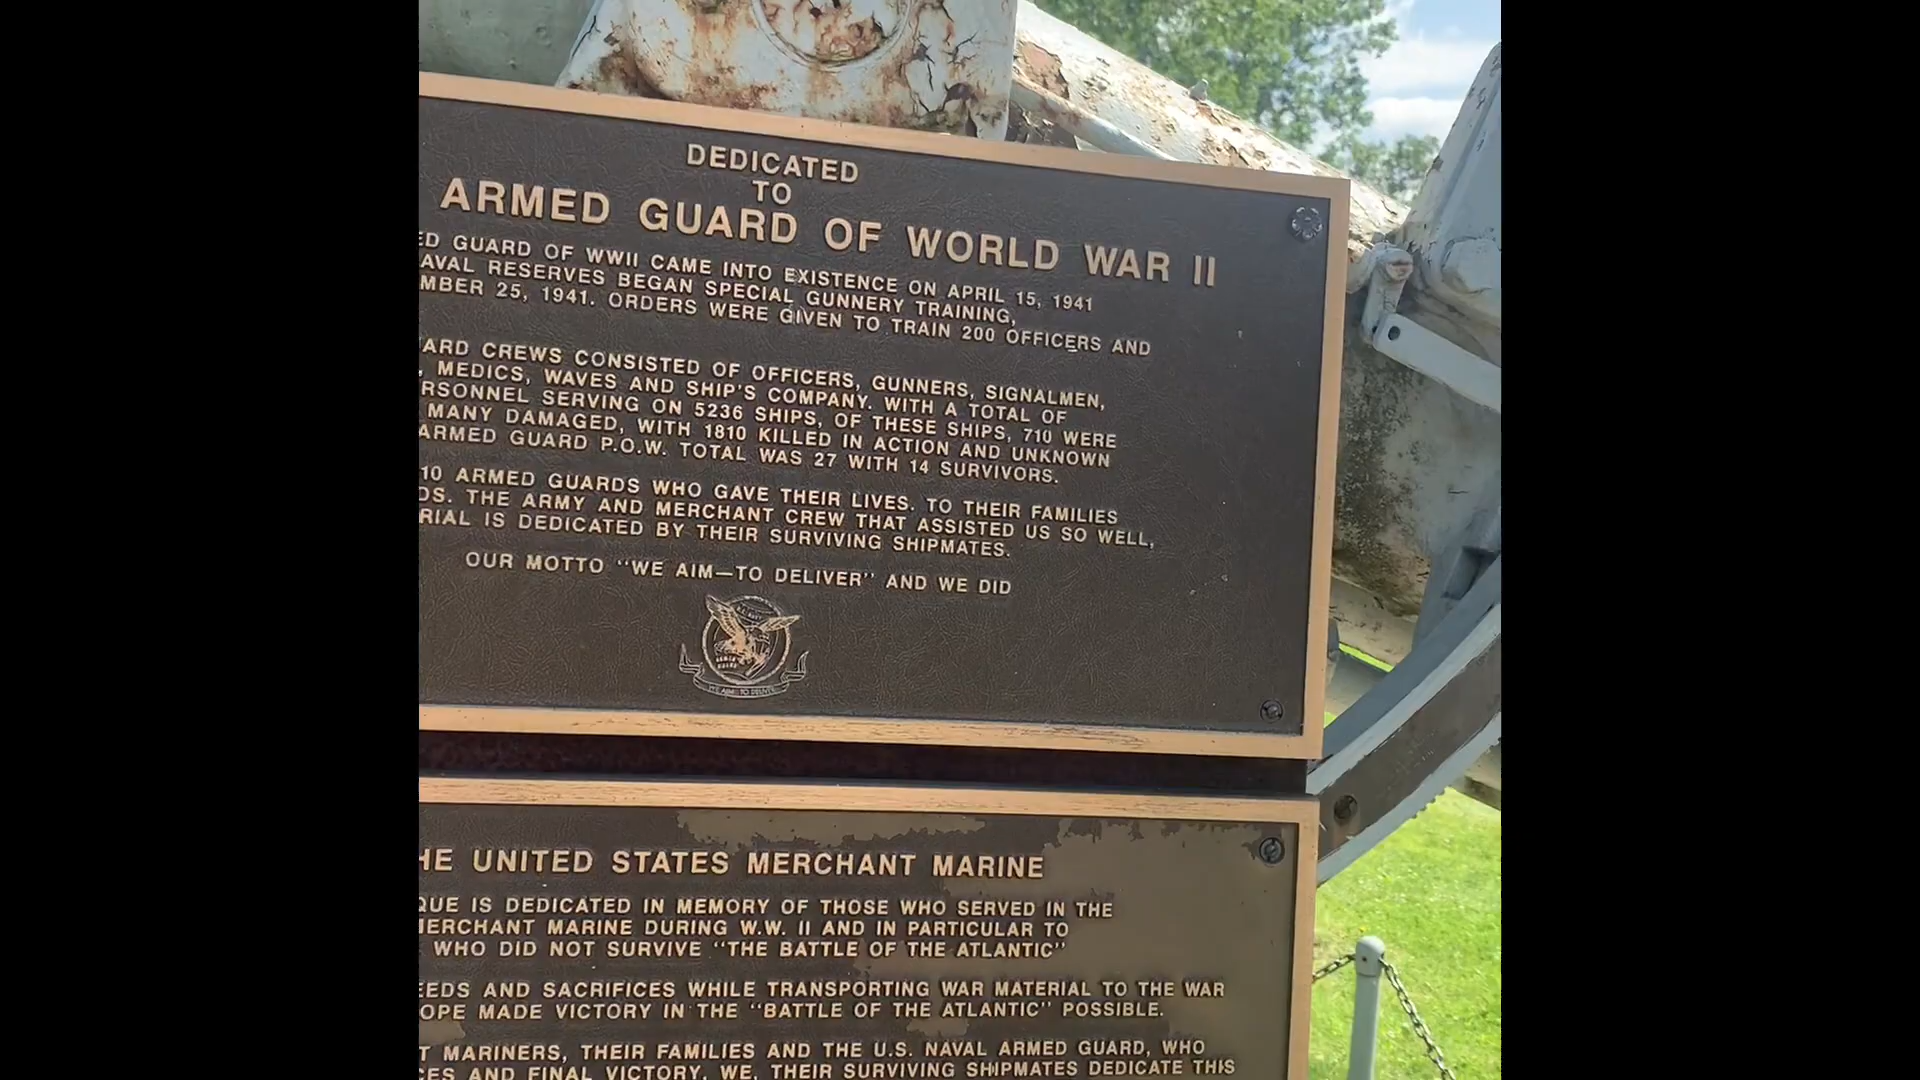 DEDICATED
TO
ARMED GUARD OF WORLD WAR II
ED GUARD OF WWII CAME INTO EXISTENCE ON APRIL 15, 1941
AVAL RESERVES BEGAN SPECIAL GUNNERY TRAINING,
MBER 25, 1941. ORDERS WERE GIVEN TO TRAIN 200 OFFICERS AND
ARD CREWS CONSISTED OF OFFICERS, GUNNERS, SIGNALMEN,
, MEDICS, WAVES AND SHIP'S COMPANY. WITH A TOTAL OF
RSONNEL SERVING ON 5236 SHIPS, OF THESE SHIPS, 710 WERE
MANY DAMAGED, WITH 1810 KILLED IN ACTION AND UNKNOWN
ARMED GUARD P.O.W. TOTAL WAS 27 WITH 14 SURVIVORS.
10 ARMED GUARDS WHO GAVE THEIR LIVES. TO THEIR FAMILIES
DS. THE ARMY AND MERCHANT CREW THAT ASSISTED US SO WELL,
RIAL IS DEDICATED BY THEIR SURVIVING SHIPMATES.
OUR MOTTO "WE AIM—TO DELIVER" AND WE DID
WE AIM TO DELIVER
HE UNITED STATES MERCHANT MARINE
QUE IS DEDICATED IN MEMORY OF THOSE WHO SERVED IN THE
MERCHANT MARINE DURING W.W. II AND IN PARTICULAR TO
WHO DID NOT SURVIVE "THE BATTLE OF THE ATLANTIC"
EEDS AND SACRIFICES WHILE TRANSPORTING WAR MATERIAL TO THE WAR
OPE MADE VICTORY IN THE "BATTLE OF THE ATLANTIC" POSSIBLE.
T MARINERS, THEIR FAMILIES AND THE U.S. NAVAL ARMED GUARD, WHO
CES AND FINAL VICTORY, WE, THEIR SURVIVING SHIPMATES DEDICATE THIS